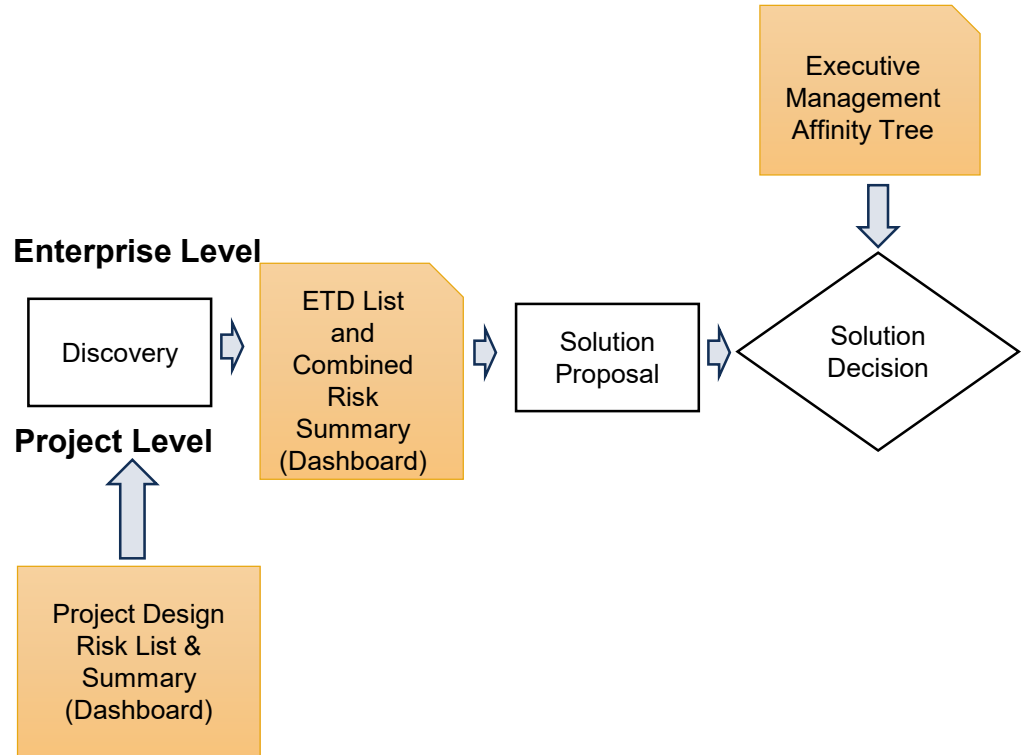 Executive
Management
Affinity Tree
Enterprise Level
Discovery
ETD List
and
Combined
Risk
Summary
(Dashboard)
Solution
Proposal
Solution
Decision
Project Level
Project Design
Risk List &
Summary
(Dashboard)